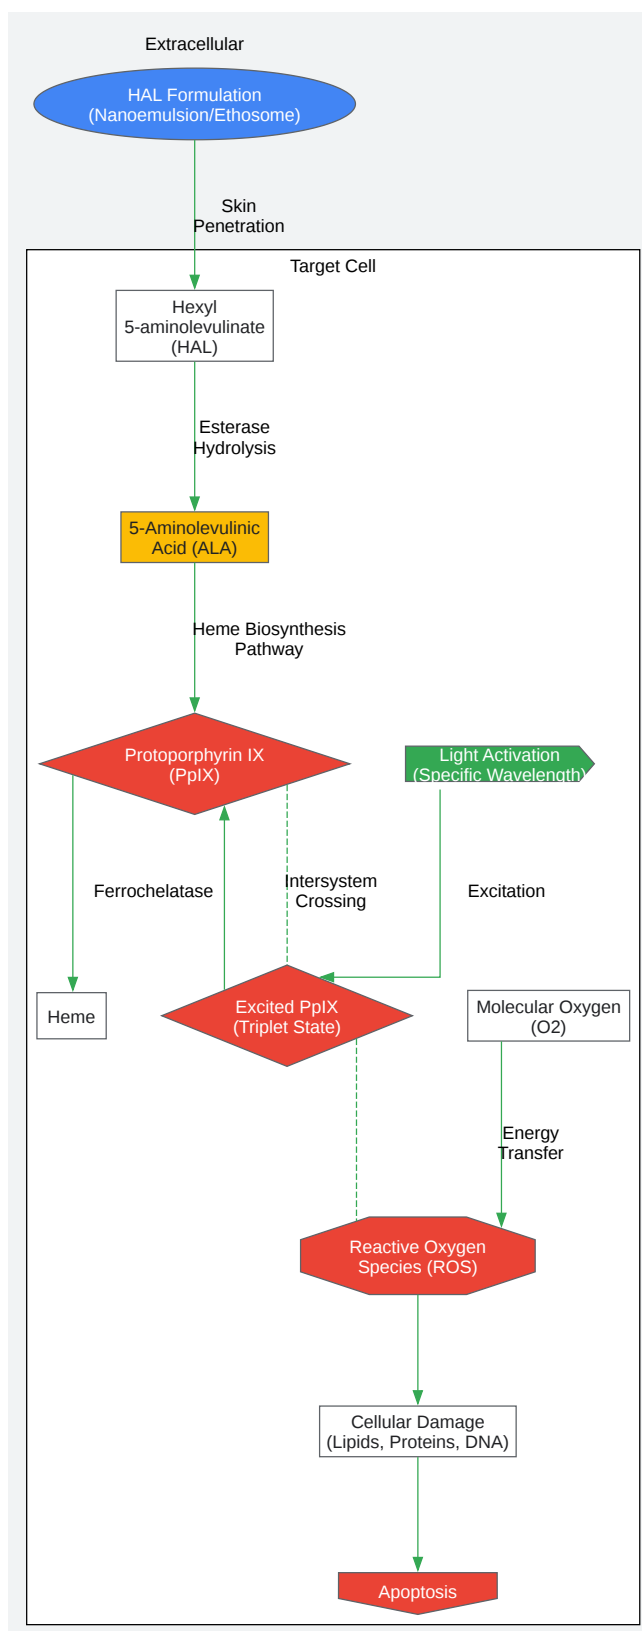 Extracellular
HAL Formulation
(Nanoemulsion/Ethosome)
Skin
Penetration
Target Cell
Hexyl
5-aminolevulinate
(HAL)
Esterase
Hydrolysis
5-Aminolevulinic
Acid (ALA)
Heme Biosynthesis
Pathway
Protoporphyrin IX
(PpIX)
Light Activation
(Specific Wavelength)
Ferrochelatase
Intersystem
Crossing
Excitation
Heme
Excited PpIX
(Triplet State)
Molecular Oxygen
(O2)
Energy
Transfer
Reactive Oxygen
Species (ROS)
Cellular Damage
(Lipids, Proteins, DNA)
Apoptosis